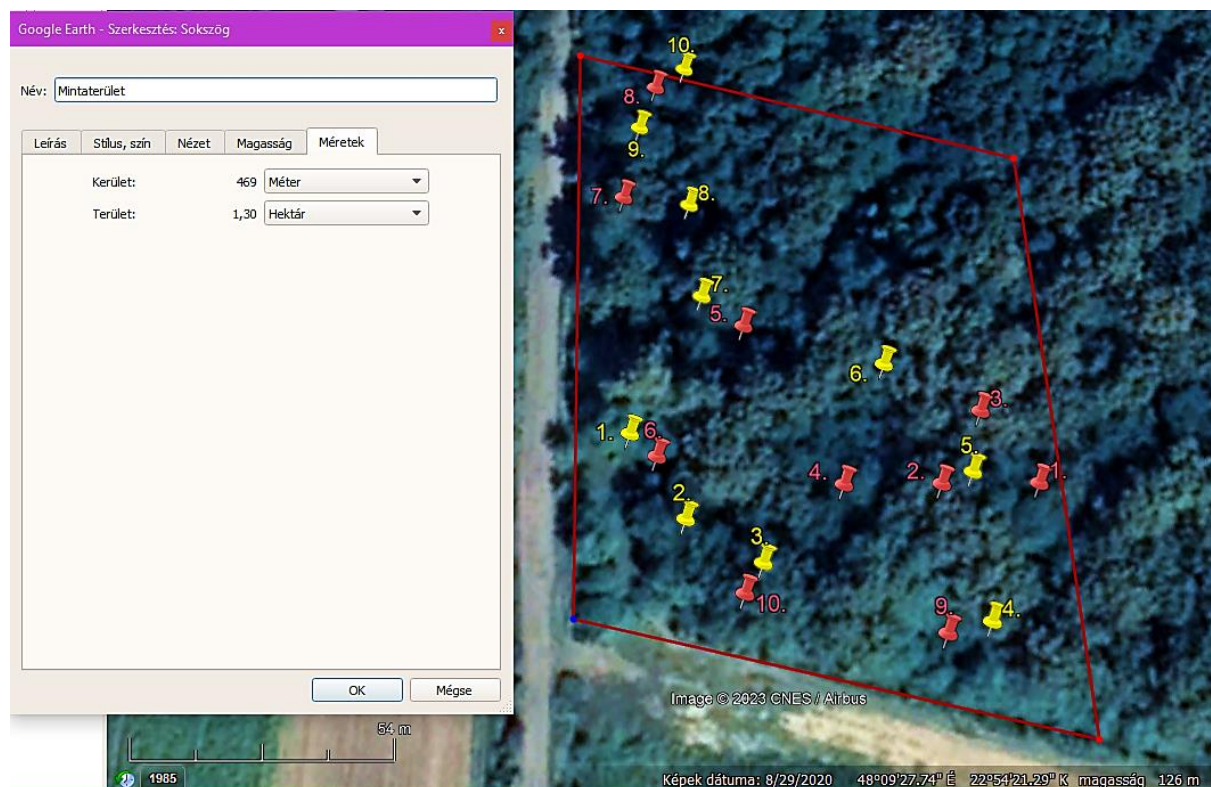 Google Earth - Szerkesztés: Sokszög
x
Név: Mintaterület
Leírás Stílus, szín Nézet Magasság Méretek
Kerület: 469 Méter
Terület: 1,30 Hektár
OK Mégse
10.
8.
9.
7. 8.
7.
5.
6.
3.
1. 6.
5.
4. 2. 1.
2.
3.
10.
9. 4.
Image © 2023 CNES / Airbus
54 m
1985
Képek dátuma: 8/29/2020 48°09'27.74" É 22°54'21.29" K magasság 126 m